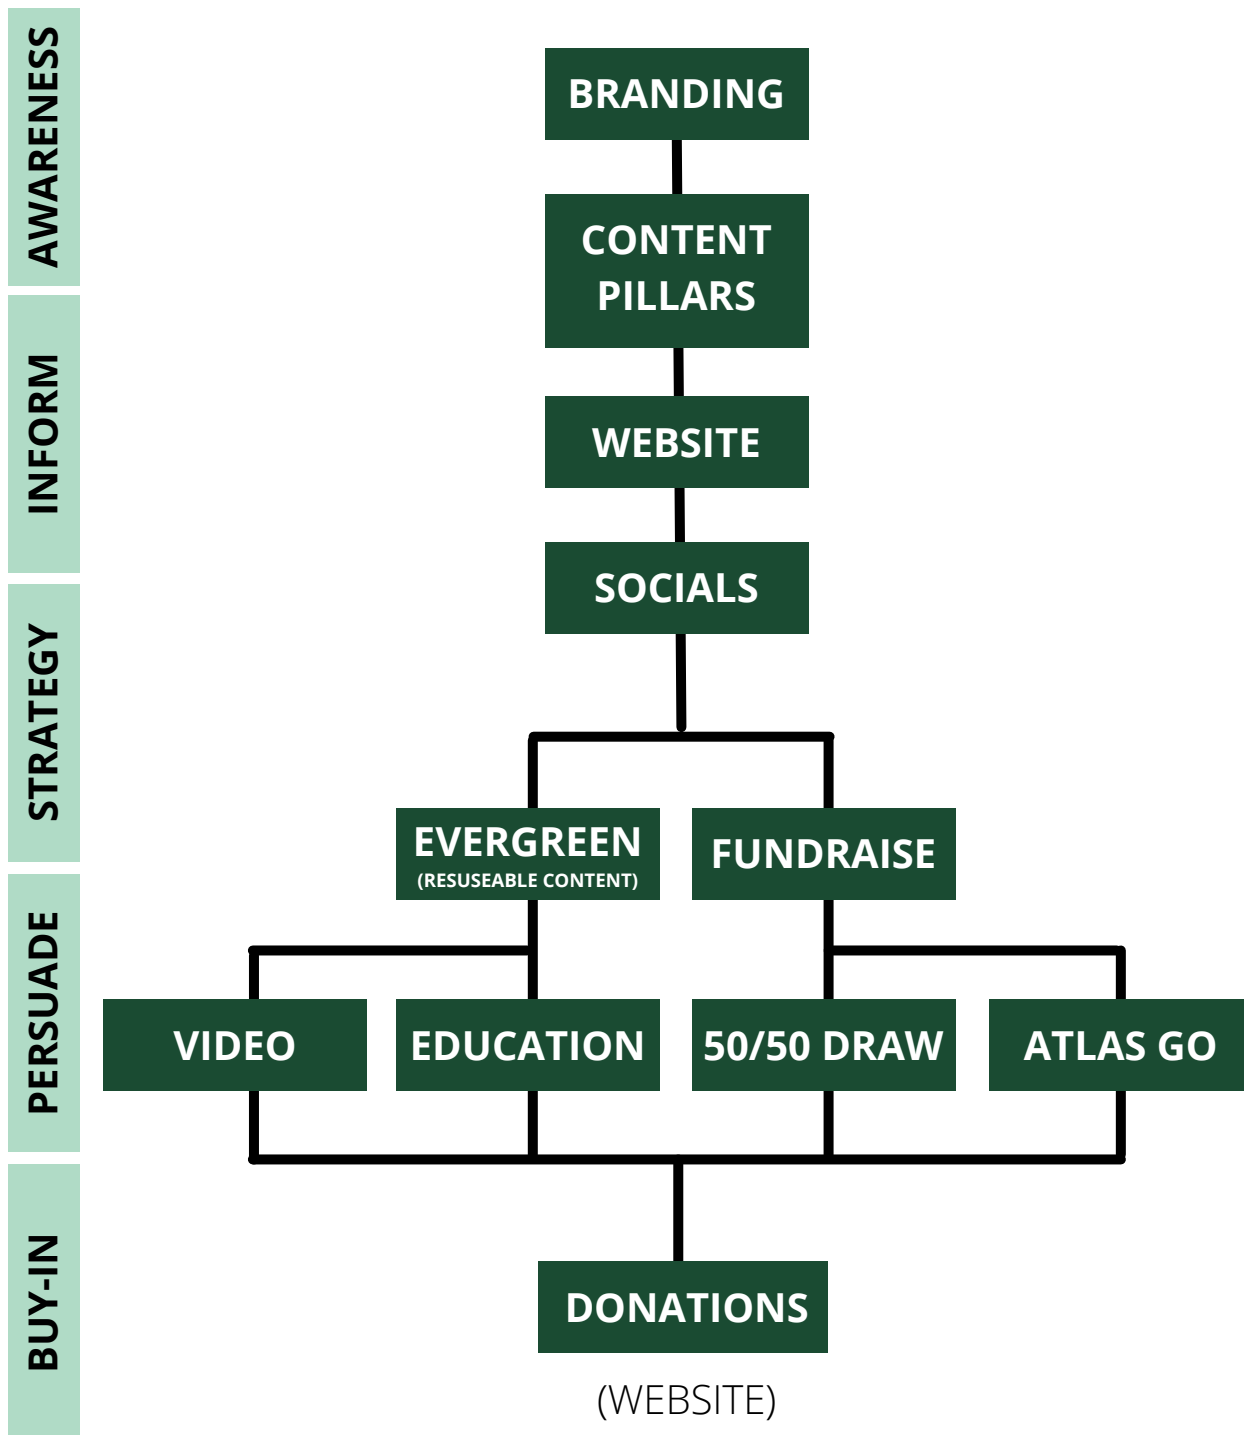 AWARENESS
BRANDING
CONTENT
PILLARS
INFORM
WEBSITE
SOCIALS
STRATEGY
EVERGREEN
(RESUSEABLE CONTENT)
FUNDRAISE
PERSUADE
VIDEO
EDUCATION
50/50 DRAW
ATLAS GO
BUY-IN
DONATIONS
(WEBSITE)